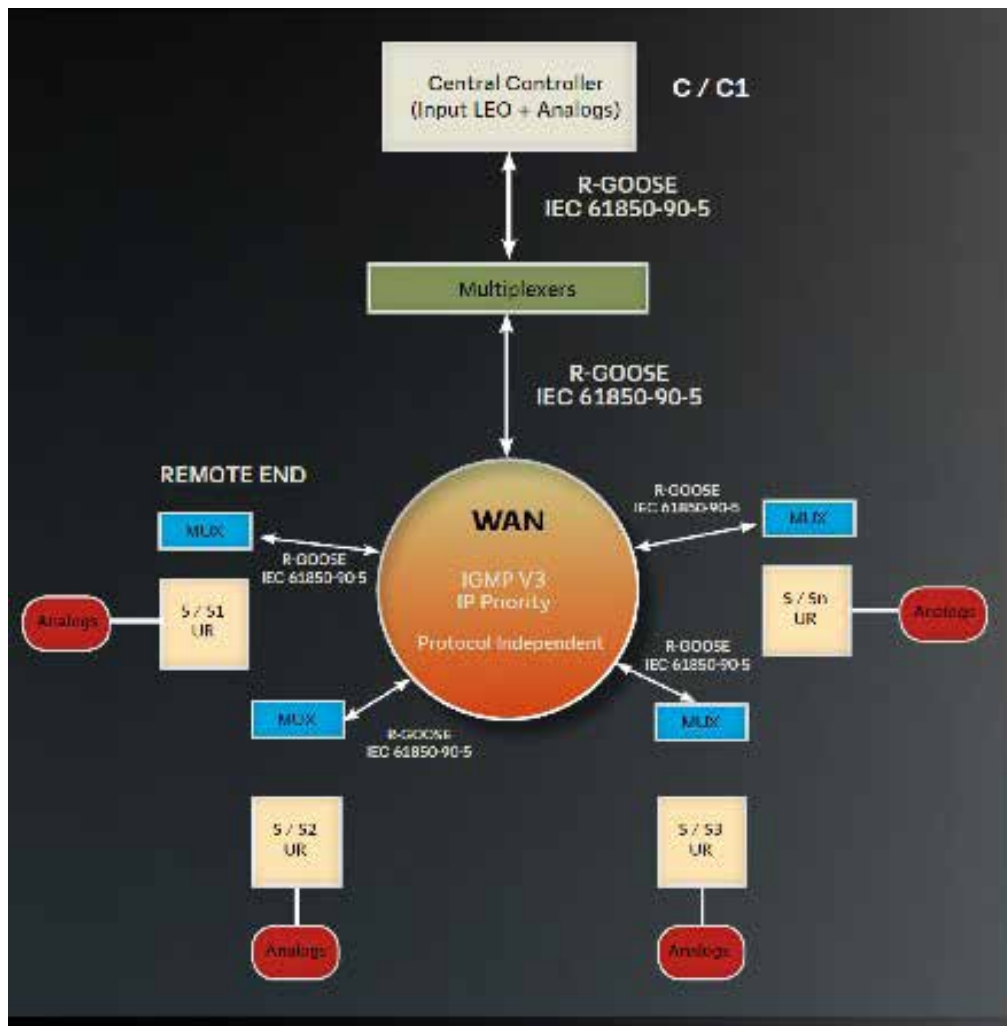 Central Controller
(Input LEO + Analogs)
C / C1
R-GOOSE
IEC 61850-90-5
Multiplexers
R-GOOSE
IEC 61850-90-5
REMOTE END
MUX
R-GOOSE
IEC 61850-90-5
WAN
IGMP V3
IP Priority
Protocol Independent
R-GOOSE
IEC 61850-90-5
MUX
Analogs
S / S1
UR
S / Sn
UR
Analogs
R-GOOSE
IEC 61850-90-5
MUX
R-GOOSE
IEC 61850-90-5
MUX
S / S2
UR
S / S3
UR
Analogs
Analogs